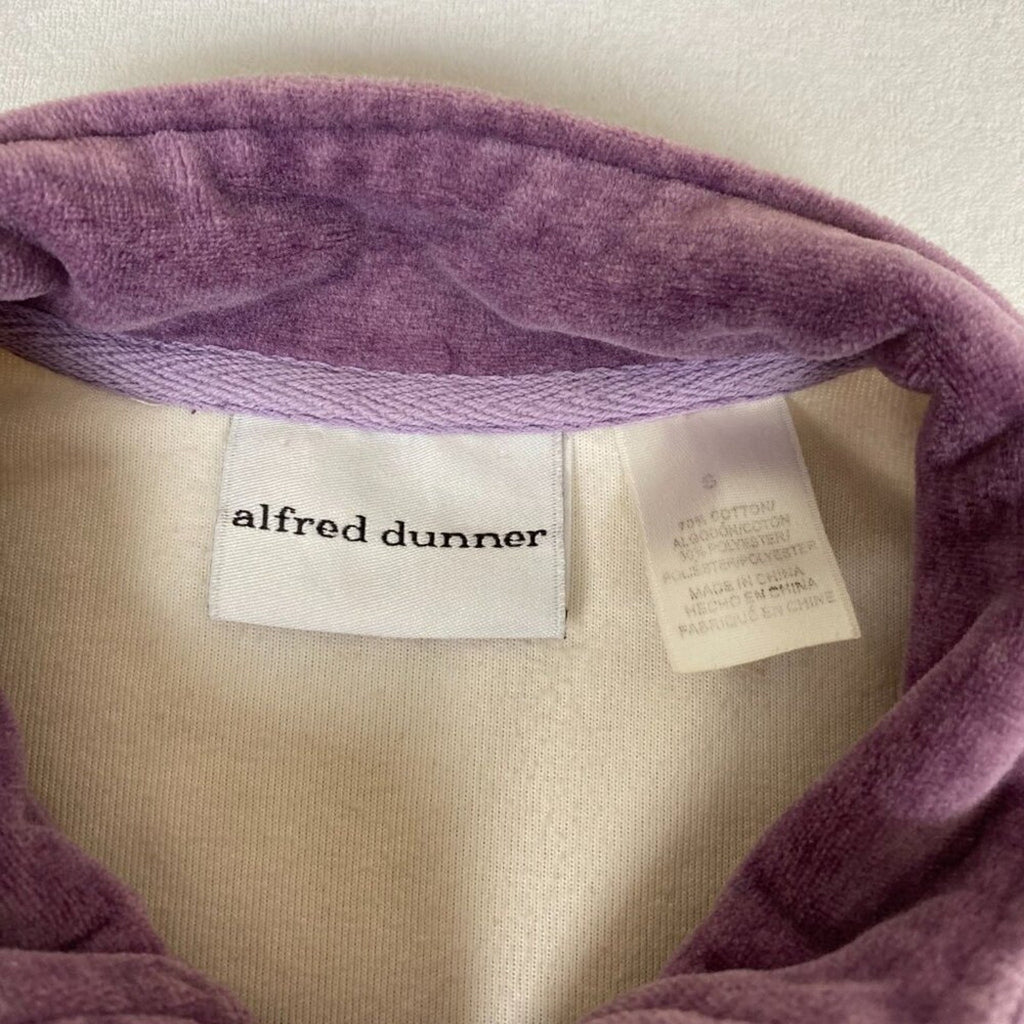 alfred dunner
S
COTTON/
ALGODÓN/COTON
POLYESTER/
POLIESTER/POLYESTER
MADE IN CHINA
HECHO EN CHINA
FABRIQUÉ EN CHINE